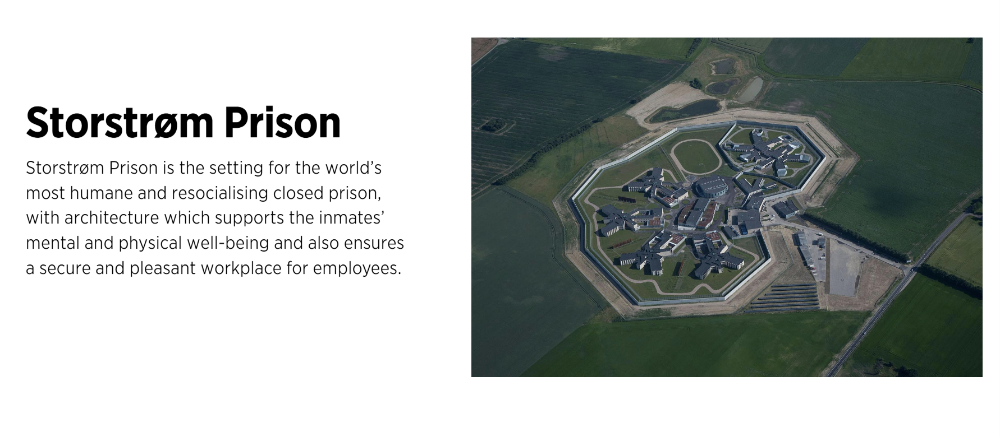 Storstrøm Prison
Storstrøm Prison is the setting for the world’s
most humane and resocialising closed prison,
with architecture which supports the inmates’
mental and physical well-being and also ensures
a secure and pleasant workplace for employees.